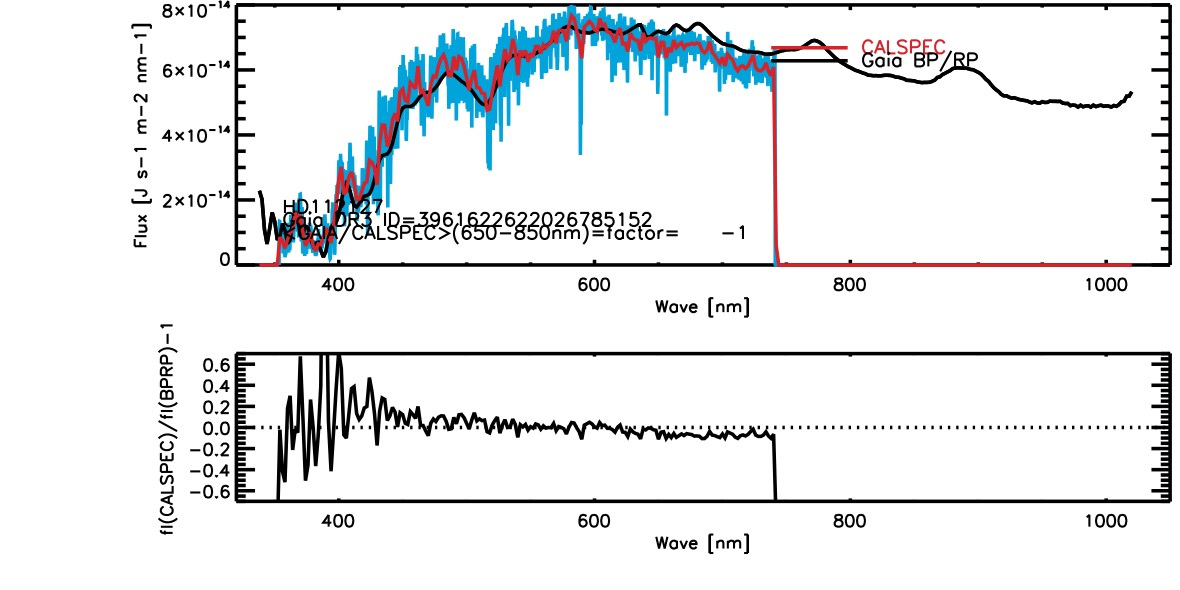 8×10⁻¹⁴
6×10⁻¹⁴
4×10⁻¹⁴
2×10⁻¹⁴
0
Flux [J s−1 m−2 nm−1]
CALSPEC
Gaia BP/RP
Gaia DR3 ID=3961622622026785152
<GAIA/CALSPEC>(650−850nm)=factor= −1
400 600 800 1000
Wave [nm]
fl(CALSPEC)/fl(BPRP)−1
0.6
0.4
0.2
0.0
−0.2
−0.4
−0.6
400 600 800 1000
Wave [nm]